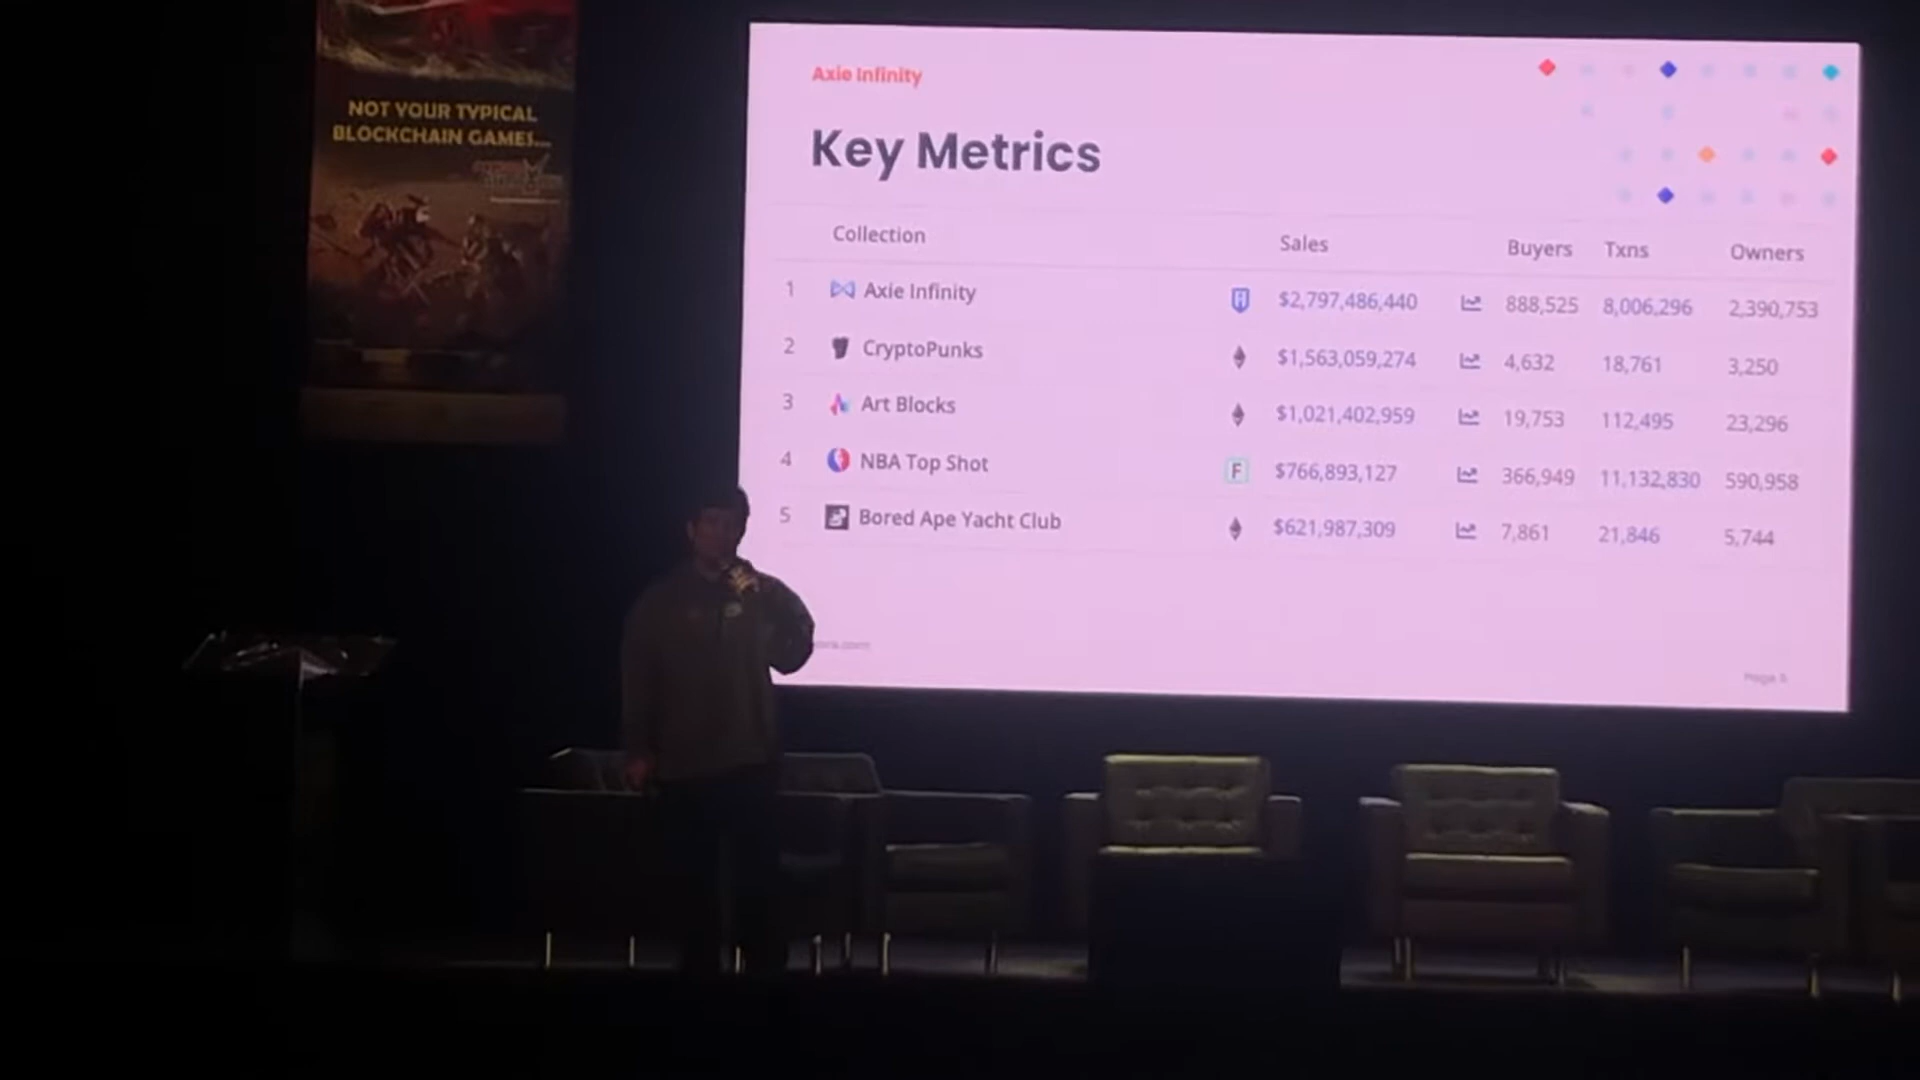 NOT YOUR TYPICAL
BLOCKCHAIN GAMES...
Axie Infinity
Key Metrics
Collection Sales Buyers Txns Owners
1 Axie Infinity $2,797,486,440 888,525 8,006,296 2,390,753
2 CryptoPunks $1,563,059,274 4,632 18,761 3,250
3 Art Blocks $1,021,402,959 19,753 112,495 23,296
4 NBA Top Shot F $766,893,127 366,949 11,132,830 590,958
5 Bored Ape Yacht Club $621,987,309 7,861 21,846 5,744
Page